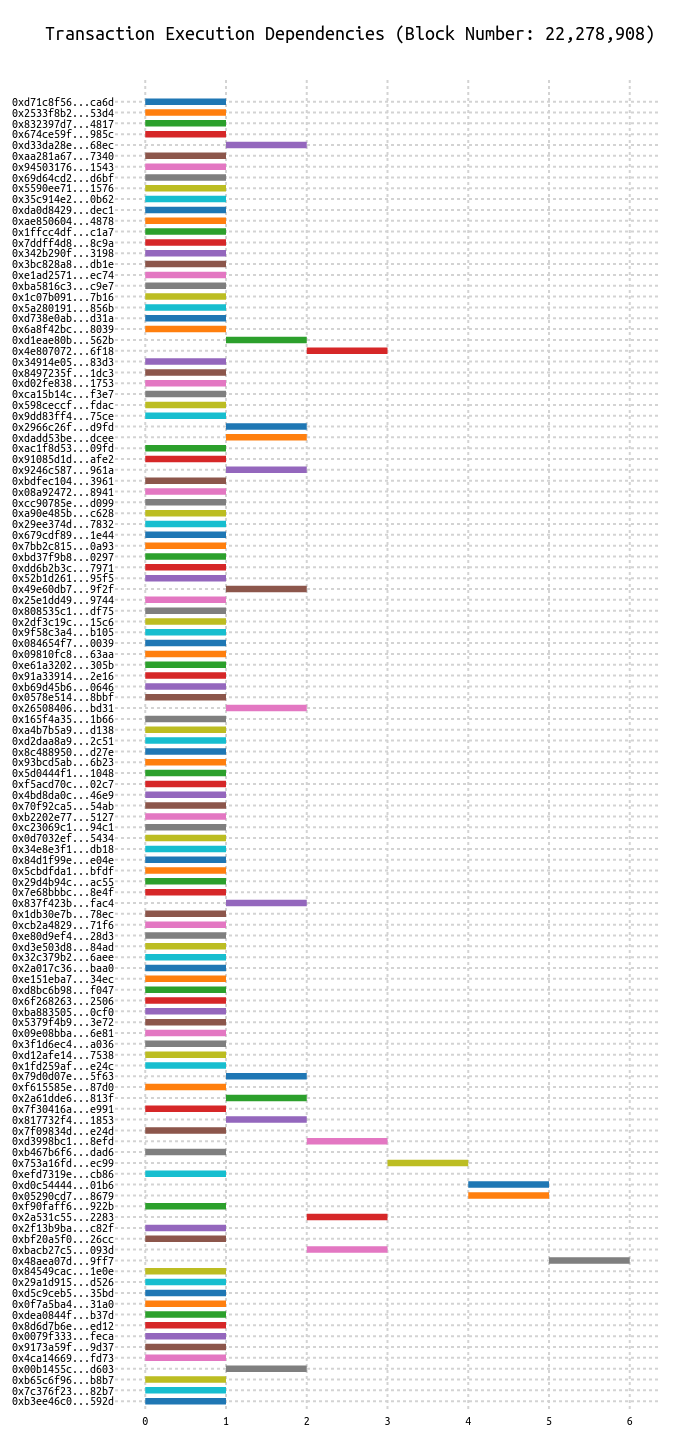 Transaction Execution Dependencies (Block Number: 22,278,908)
0xd71c8f56...ca6d
0x2533f8b2...53d4
0x832397d7...4817
0x674ce59f...985c
0xd33da28e...68ec
0xaa281a67...7340
0x94503176...1543
0x69d64cd2...d6bf
0x5590ee71...1576
0x35c914e2...0b62
0xda0d8429...dec1
0xae850604...4878
0x1ffcc4df...c1a7
0x7ddff4d8...8c9a
0x342b290f...3198
0x3bc828a8...db1e
0xe1ad2571...ec74
0xba5816c3...c9e7
0x1c07b091...7b16
0x5a280191...856b
0xd738e0ab...d31a
0x6a8f42bc...8039
0xd1eae80b...562b
0x4e807072...6f18
0x34914e05...83d3
0x8497235f...1dc3
0xd02fe838...1753
0xca15b14c...f3e7
0x598ceccf...fdac
0x9dd83ff4...75ce
0x2966c26f...d9fd
0xdadd53be...dcee
0xac1f8d53...09fd
0x91085d1d...afe2
0x9246c587...961a
0xbdfec104...3961
0x08a92472...8941
0xcc90785e...d099
0xa90e485b...c628
0x29ee374d...7832
0x679cdf89...1e44
0x7bb2c815...0a93
0xbd37f9b8...0297
0xdd6b2b3c...7971
0x52b1d261...95f5
0x49e60db7...9f2f
0x25e1dd49...9744
0x808535c1...df75
0x2df3c19c...15c6
0x9f58c3a4...b105
0x084654f7...0039
0x09810fc8...63aa
0xe61a3202...305b
0x91a33914...2e16
0xb69d45b6...0646
0x0578e514...8bbf
0x26508406...bd31
0x165f4a35...1b66
0xa4b7b5a9...d138
0xd2daa8a9...2c51
0x8c488950...d27e
0x93bcd5ab...6b23
0x5d0444f1...1048
0xf5acd70c...02c7
0x4bd8da0c...46e9
0x70f92ca5...54ab
0xb2202e77...5127
0xc23069c1...94c1
0x0d7032ef...5434
0x34e8e3f1...db18
0x84d1f99e...e04e
0x5cbdfda1...bfdf
0x29d4b94c...ac55
0x7e68bbbc...8e4f
0x837f423b...fac4
0x1db30e7b...78ec
0xcb2a4829...71f6
0xe80d9ef4...28d3
0xd3e503d8...84ad
0x32c379b2...6aee
0x2a017c36...baa0
0xe151eba7...34ec
0xd8bc6b98...f047
0x6f268263...2506
0xba883505...0cf0
0x5379f4b9...3e72
0x09e08bba...6e81
0x3f1d6ec4...a036
0xd12afe14...7538
0x1fd259af...e24c
0x79d0d07e...5f63
0xf615585e...87d0
0x2a61dde6...813f
0x7f30416a...e991
0x817732f4...1853
0x7f09834d...e24d
0xd3998bc1...8efd
0xb467b6f6...dad6
0x753a16fd...ec99
0xefd7319e...cb86
0xd0c54444...01b6
0x05290cd7...8679
0xf90faff6...922b
0x2a531c55...2283
0x2f13b9ba...c82f
0xbf20a5f0...26cc
0xbacb27c5...093d
0x48aea07d...9ff7
0x84549cac...1e0e
0x29a1d915...d526
0xd5c9ceb5...35bd
0x0f7a5ba4...31a0
0xdea0844f...b37d
0x8d6d7b6e...ed12
0x0079f333...feca
0x9173a59f...9d37
0x4ca14669...fd73
0x00b1455c...d603
0xb65c6f96...b8b7
0x7c376f23...82b7
0xb3ee46c0...592d
0 1 2 3 4 5 6